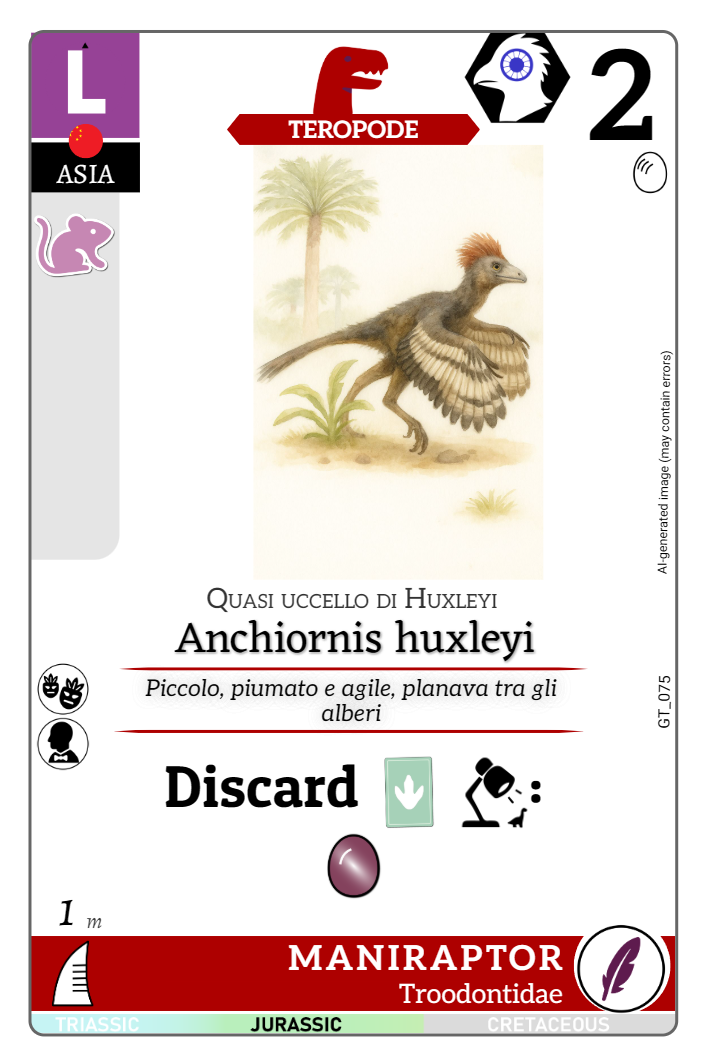 L
TEROPODE
2
ASIA
AI-generated image (may contain errors)
Quasi uccello di Huxleyi
Anchiornis huxleyi
Piccolo, piumato e agile, planava tra gli
alberi
GT_075
Discard :
1 m
MANIRAPTOR
Troodontidae
TRIASSIC JURASSIC CRETACEOUS